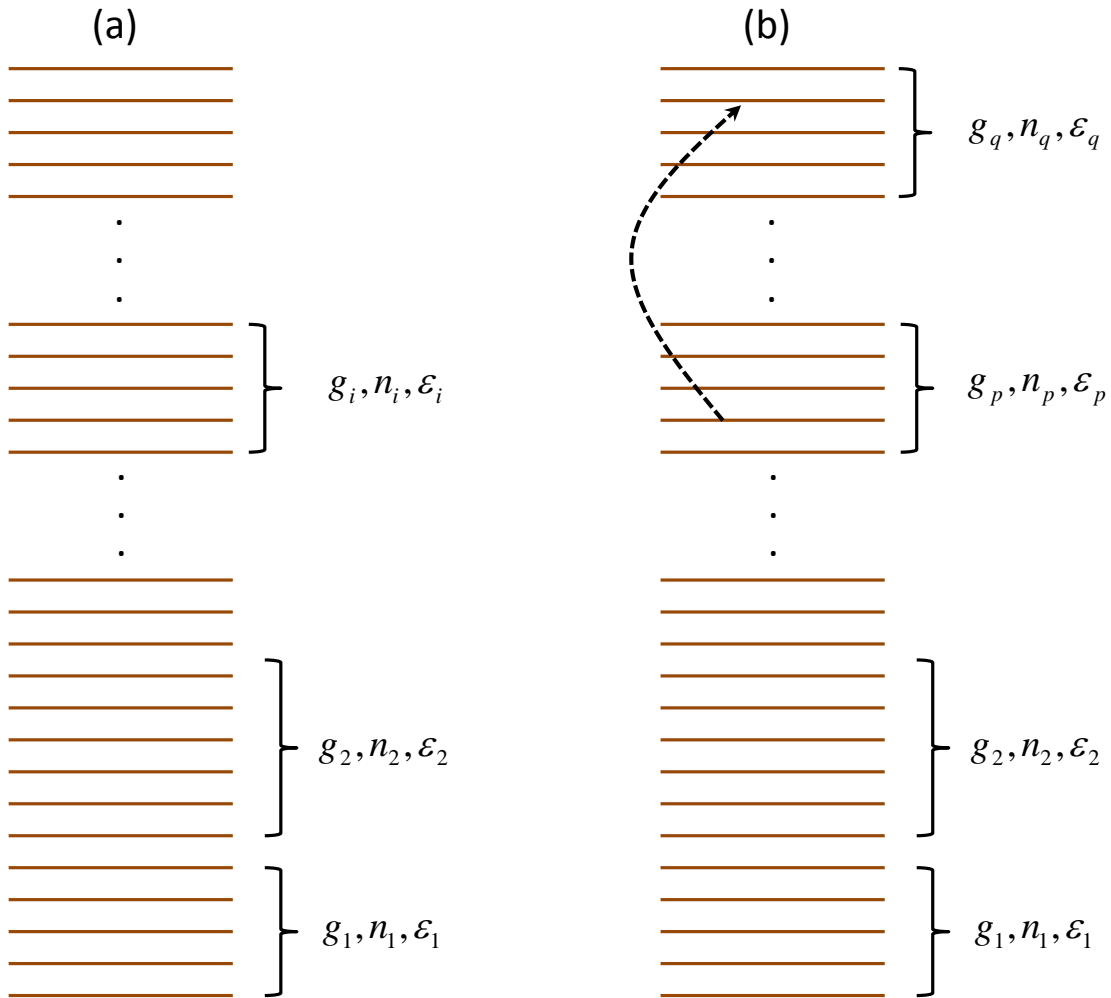 (a)
(b)
g_q, n_q, ε_q
g_i, n_i, ε_i
g_p, n_p, ε_p
g_2, n_2, ε_2
g_2, n_2, ε_2
g_1, n_1, ε_1
g_1, n_1, ε_1